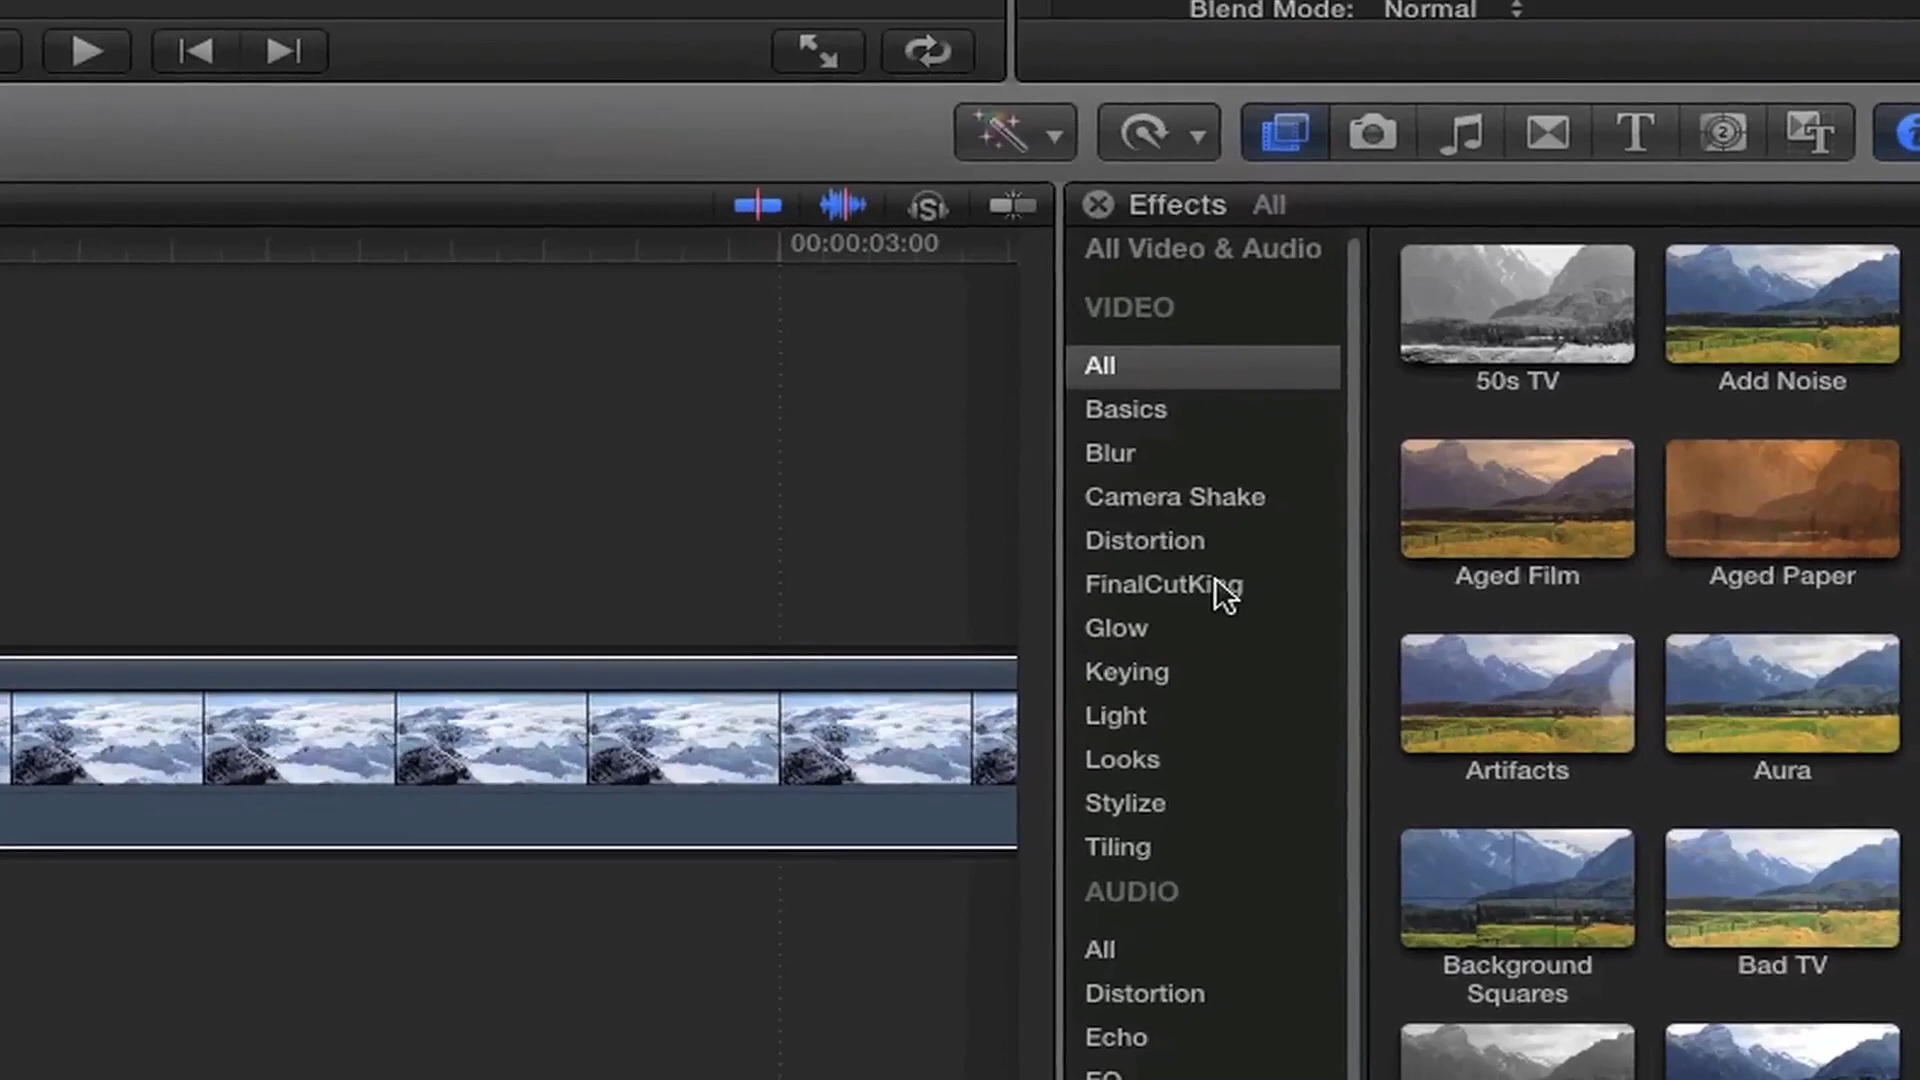 Blend Mode: Normal
T
2
T
S
Effects All
00:00:03:00
All Video & Audio
VIDEO
All
Basics
Blur
Camera Shake
Distortion
FinalCutKing
Glow
Keying
Light
Looks
Stylize
Tiling
AUDIO
All
Distortion
Echo
50s TV
Add Noise
Aged Film
Aged Paper
Artifacts
Aura
Background
Squares
Bad TV